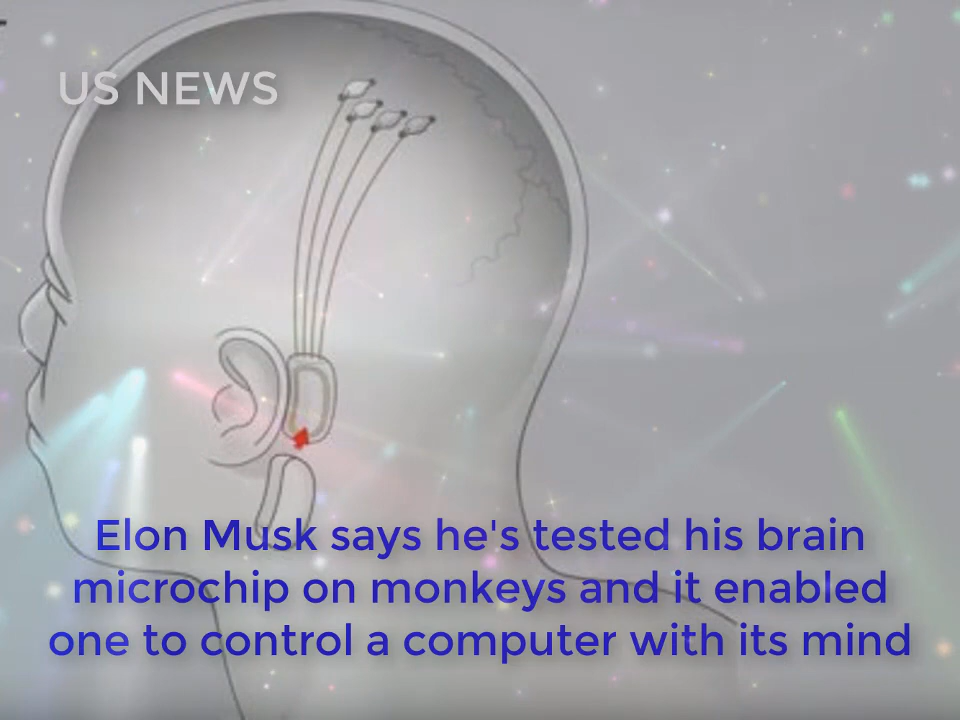 US NEWS
Elon Musk says he's tested his brain
microchip on monkeys and it enabled
one to control a computer with its mind